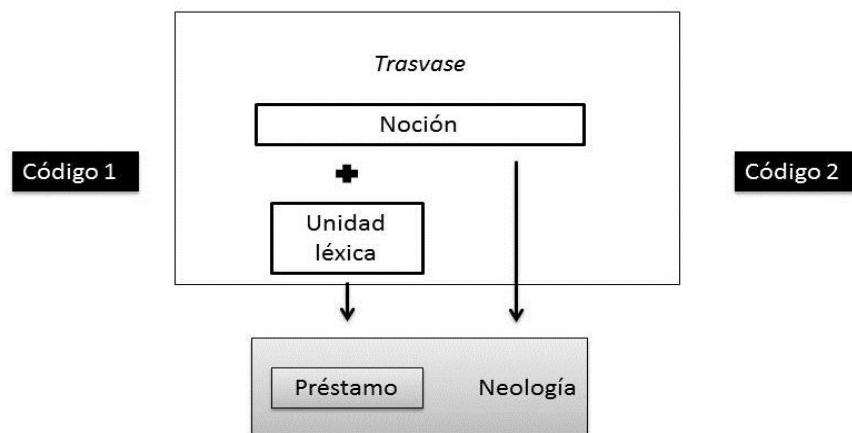 Trasvase
Noción
Código 1
Código 2
✚
Unidad
léxica
Préstamo
Neología